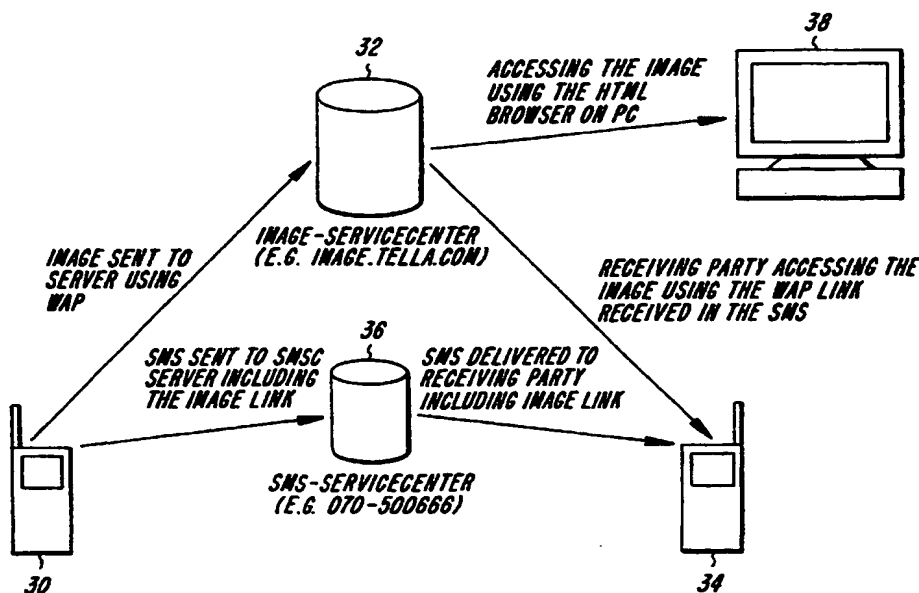 32
38
ACCESSING THE IMAGE
USING THE HTML
BROWSER ON PC
IMAGE-SERVICECENTER
(E.G. IMAGE.TELLA.COM)
IMAGE SENT TO
SERVER USING
WAP
RECEIVING PARTY ACCESSING THE
IMAGE USING THE WAP LINK
RECEIVED IN THE SMS
36
SMS SENT TO SMSC
SERVER INCLUDING
THE IMAGE LINK
SMS DELIVERED TO
RECEIVING PARTY
INCLUDING IMAGE LINK
SMS-SERVICECENTER
(E.G. 070-500666)
30
34